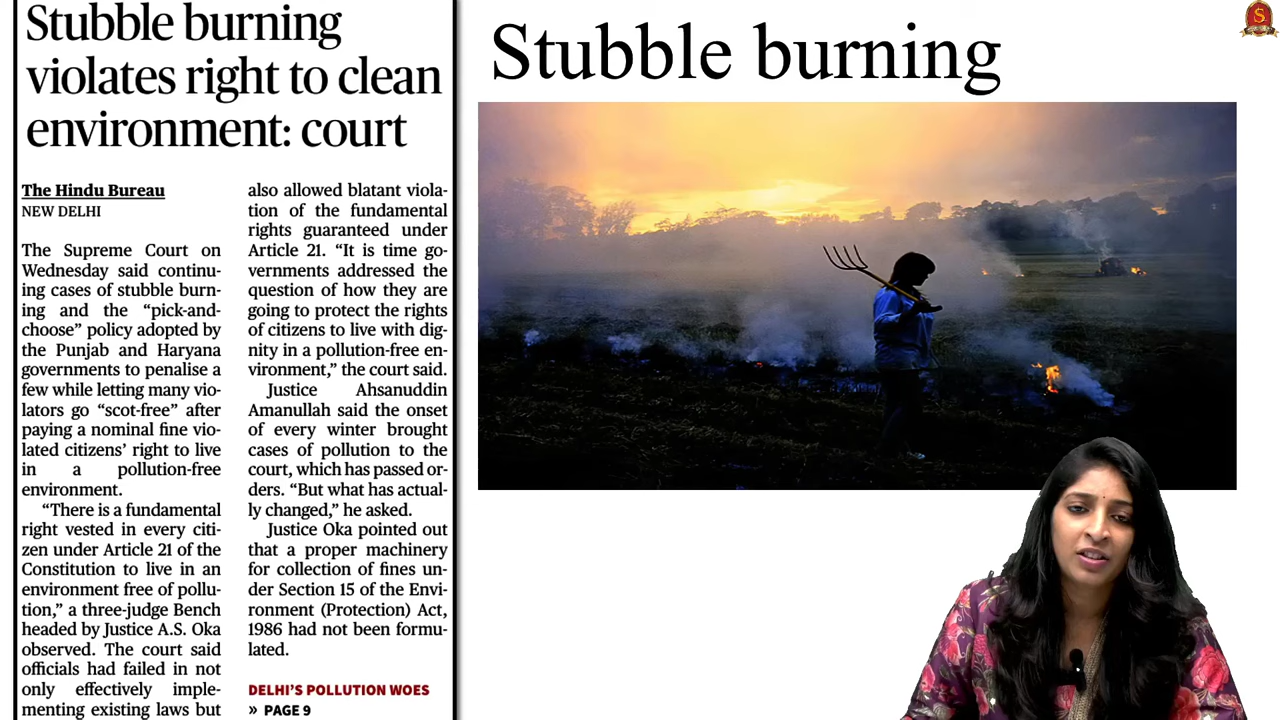 Stubble burning
violates right to clean
environment: court
The Hindu Bureau
NEW DELHI
The Supreme Court on
Wednesday said continu-
ing cases of stubble burn-
ing and the “pick-and-
choose” policy adopted by
the Punjab and Haryana
governments to penalise a
few while letting many vio-
lators go “scot-free” after
paying a nominal fine vio-
lated citizens’ right to live
in a pollution-free
environment.
“There is a fundamental
right vested in every citi-
zen under Article 21 of the
Constitution to live in an
environment free of pollu-
tion,” a three-judge Bench
headed by Justice A.S. Oka
observed. The court said
officials had failed in not
only effectively imple-
menting existing laws but
also allowed blatant viola-
tion of the fundamental
rights guaranteed under
Article 21. “It is time go-
vernments addressed the
question of how they are
going to protect the rights
of citizens to live with dig-
nity in a pollution-free en-
vironment,” the court said.
Justice Ahsanuddin
Amanullah said the onset
of every winter brought
cases of pollution to the
court, which has passed or-
ders. “But what has actual-
ly changed,” he asked.
Justice Oka pointed out
that a proper machinery
for collection of fines un-
der Section 15 of the Envi-
ronment (Protection) Act,
1986 had not been formu-
lated.
DELHI’S POLLUTION WOES
» PAGE 9
Stubble burning
S